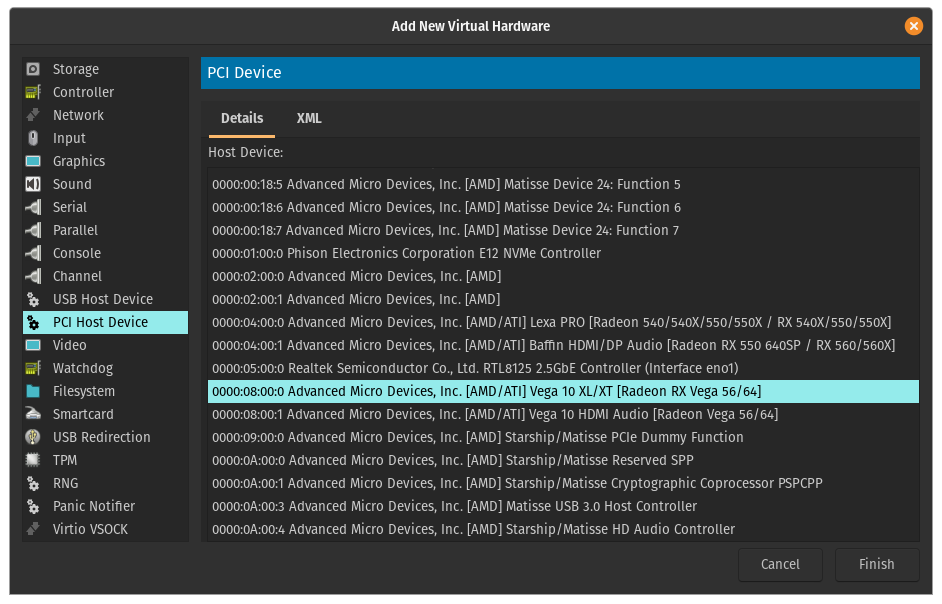 Add New Virtual Hardware
Storage
Controller
Network
Input
Graphics
Sound
Serial
Parallel
Console
Channel
USB Host Device
PCI Host Device
Video
Watchdog
Filesystem
Smartcard
USB Redirection
TPM
RNG
Panic Notifier
Virtio VSOCK
PCI Device
Details XML
Host Device:
0000:00:18:5 Advanced Micro Devices, Inc. [AMD] Matisse Device 24: Function 5
0000:00:18:6 Advanced Micro Devices, Inc. [AMD] Matisse Device 24: Function 6
0000:00:18:7 Advanced Micro Devices, Inc. [AMD] Matisse Device 24: Function 7
0000:01:00:0 Phison Electronics Corporation E12 NVMe Controller
0000:02:00:0 Advanced Micro Devices, Inc. [AMD]
0000:02:00:1 Advanced Micro Devices, Inc. [AMD]
0000:04:00:0 Advanced Micro Devices, Inc. [AMD/ATI] Lexa PRO [Radeon 540/540X/550/550X / RX 540X/550/550X]
0000:04:00:1 Advanced Micro Devices, Inc. [AMD/ATI] Baffin HDMI/DP Audio [Radeon RX 550 640SP / RX 560/560X]
0000:05:00:0 Realtek Semiconductor Co., Ltd. RTL8125 2.5GbE Controller (Interface eno1)
0000:08:00:0 Advanced Micro Devices, Inc. [AMD/ATI] Vega 10 XL/XT [Radeon RX Vega 56/64]
0000:08:00:1 Advanced Micro Devices, Inc. [AMD/ATI] Vega 10 HDMI Audio [Radeon Vega 56/64]
0000:09:00:0 Advanced Micro Devices, Inc. [AMD] Starship/Matisse PCIe Dummy Function
0000:0A:00:0 Advanced Micro Devices, Inc. [AMD] Starship/Matisse Reserved SPP
0000:0A:00:1 Advanced Micro Devices, Inc. [AMD] Starship/Matisse Cryptographic Coprocessor PSPCPP
0000:0A:00:3 Advanced Micro Devices, Inc. [AMD] Matisse USB 3.0 Host Controller
0000:0A:00:4 Advanced Micro Devices, Inc. [AMD] Starship/Matisse HD Audio Controller
Cancel Finish